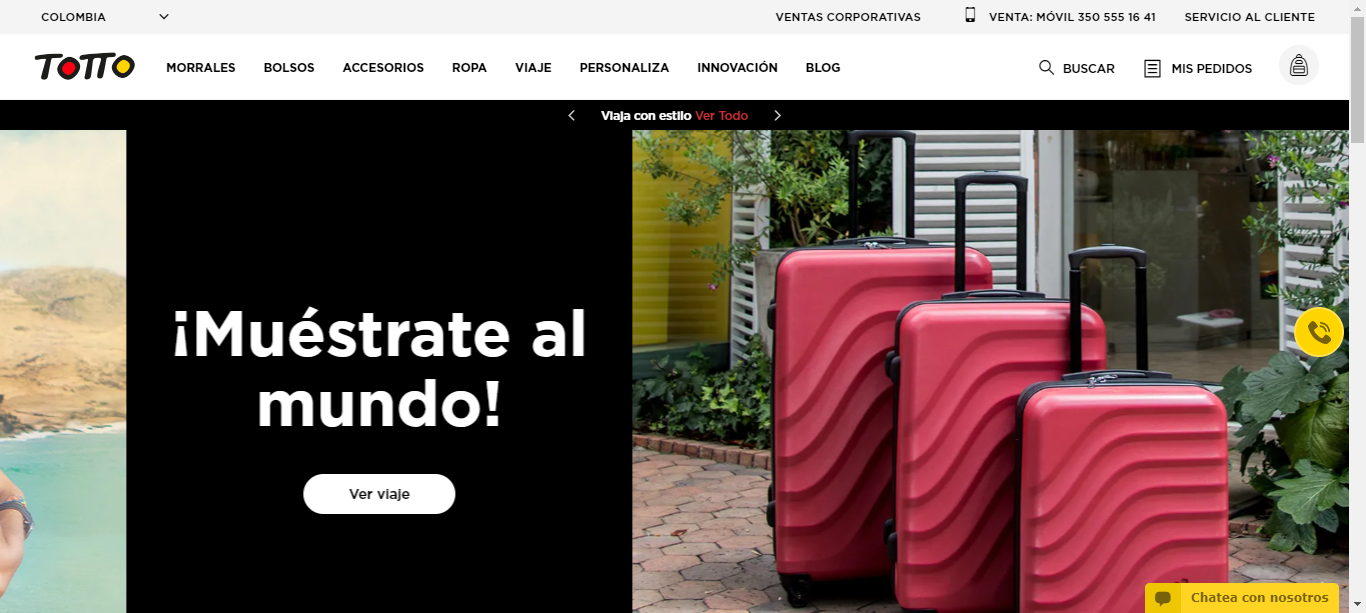 COLOMBIA
VENTAS CORPORATIVAS
VENTA: MÓVIL 350 555 16 41
SERVICIO AL CLIENTE
TOTTO
MORRALES
BOLSOS
ACCESORIOS
ROPA
VIAJE
PERSONALIZA
INNOVACIÓN
BLOG
BUSCAR
MIS PEDIDOS
Viaja con estilo Ver Todo
¡Muéstrate al
mundo!
Ver viaje
Chatea con nosotros